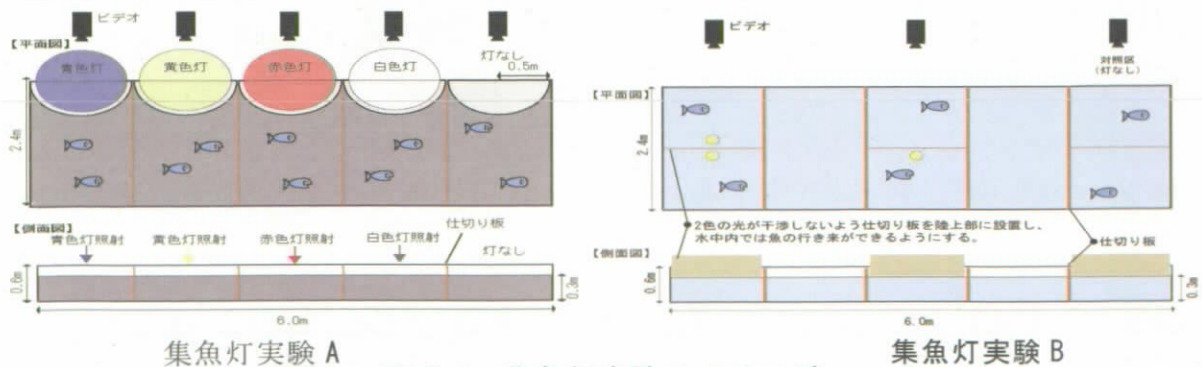 ビデオ
【平面図】
青色灯
黄色灯
赤色灯
白色灯
灯なし
0.5m
2.4m
【側面図】
青色灯照射
黄色灯照射
赤色灯照射
白色灯照射
仕切り板
灯なし
0.6m
0.3m
6.0m
集魚灯実験 A
ビデオ
対照区
(灯なし)
【平面図】
2.4m
2色の光が干渉しないよう仕切り板を陸上部に設置し、
水中内では魚の行き来ができるようにする。
仕切り板
【側面図】
0.6m
0.3m
6.0m
集魚灯実験 B